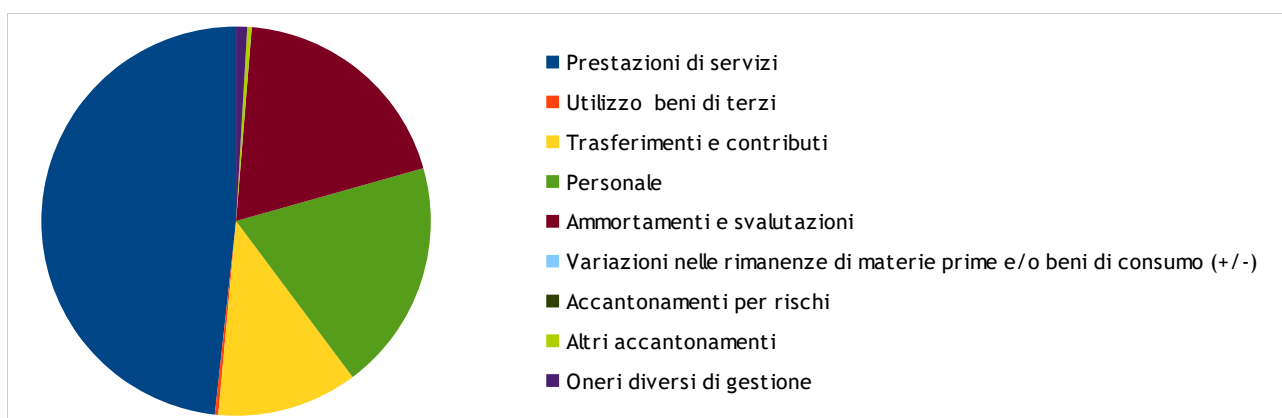 Prestazioni di servizi
Utilizzo  beni di terzi
Trasferimenti e contributi
Personale
Ammortamenti e svalutazioni
Variazioni nelle rimanenze di materie prime e/o beni di consumo (+/-)
Accantonamenti per rischi
Altri accantonamenti
Oneri diversi di gestione